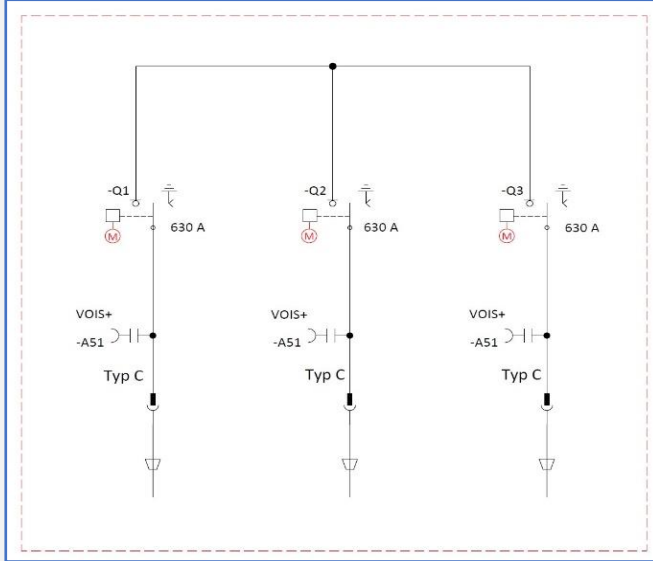 -Q1
-Q2
-Q3
630 A
630 A
630 A
M
M
M
VOIS+
VOIS+
VOIS+
-A51
-A51
-A51
Typ C
Typ C
Typ C